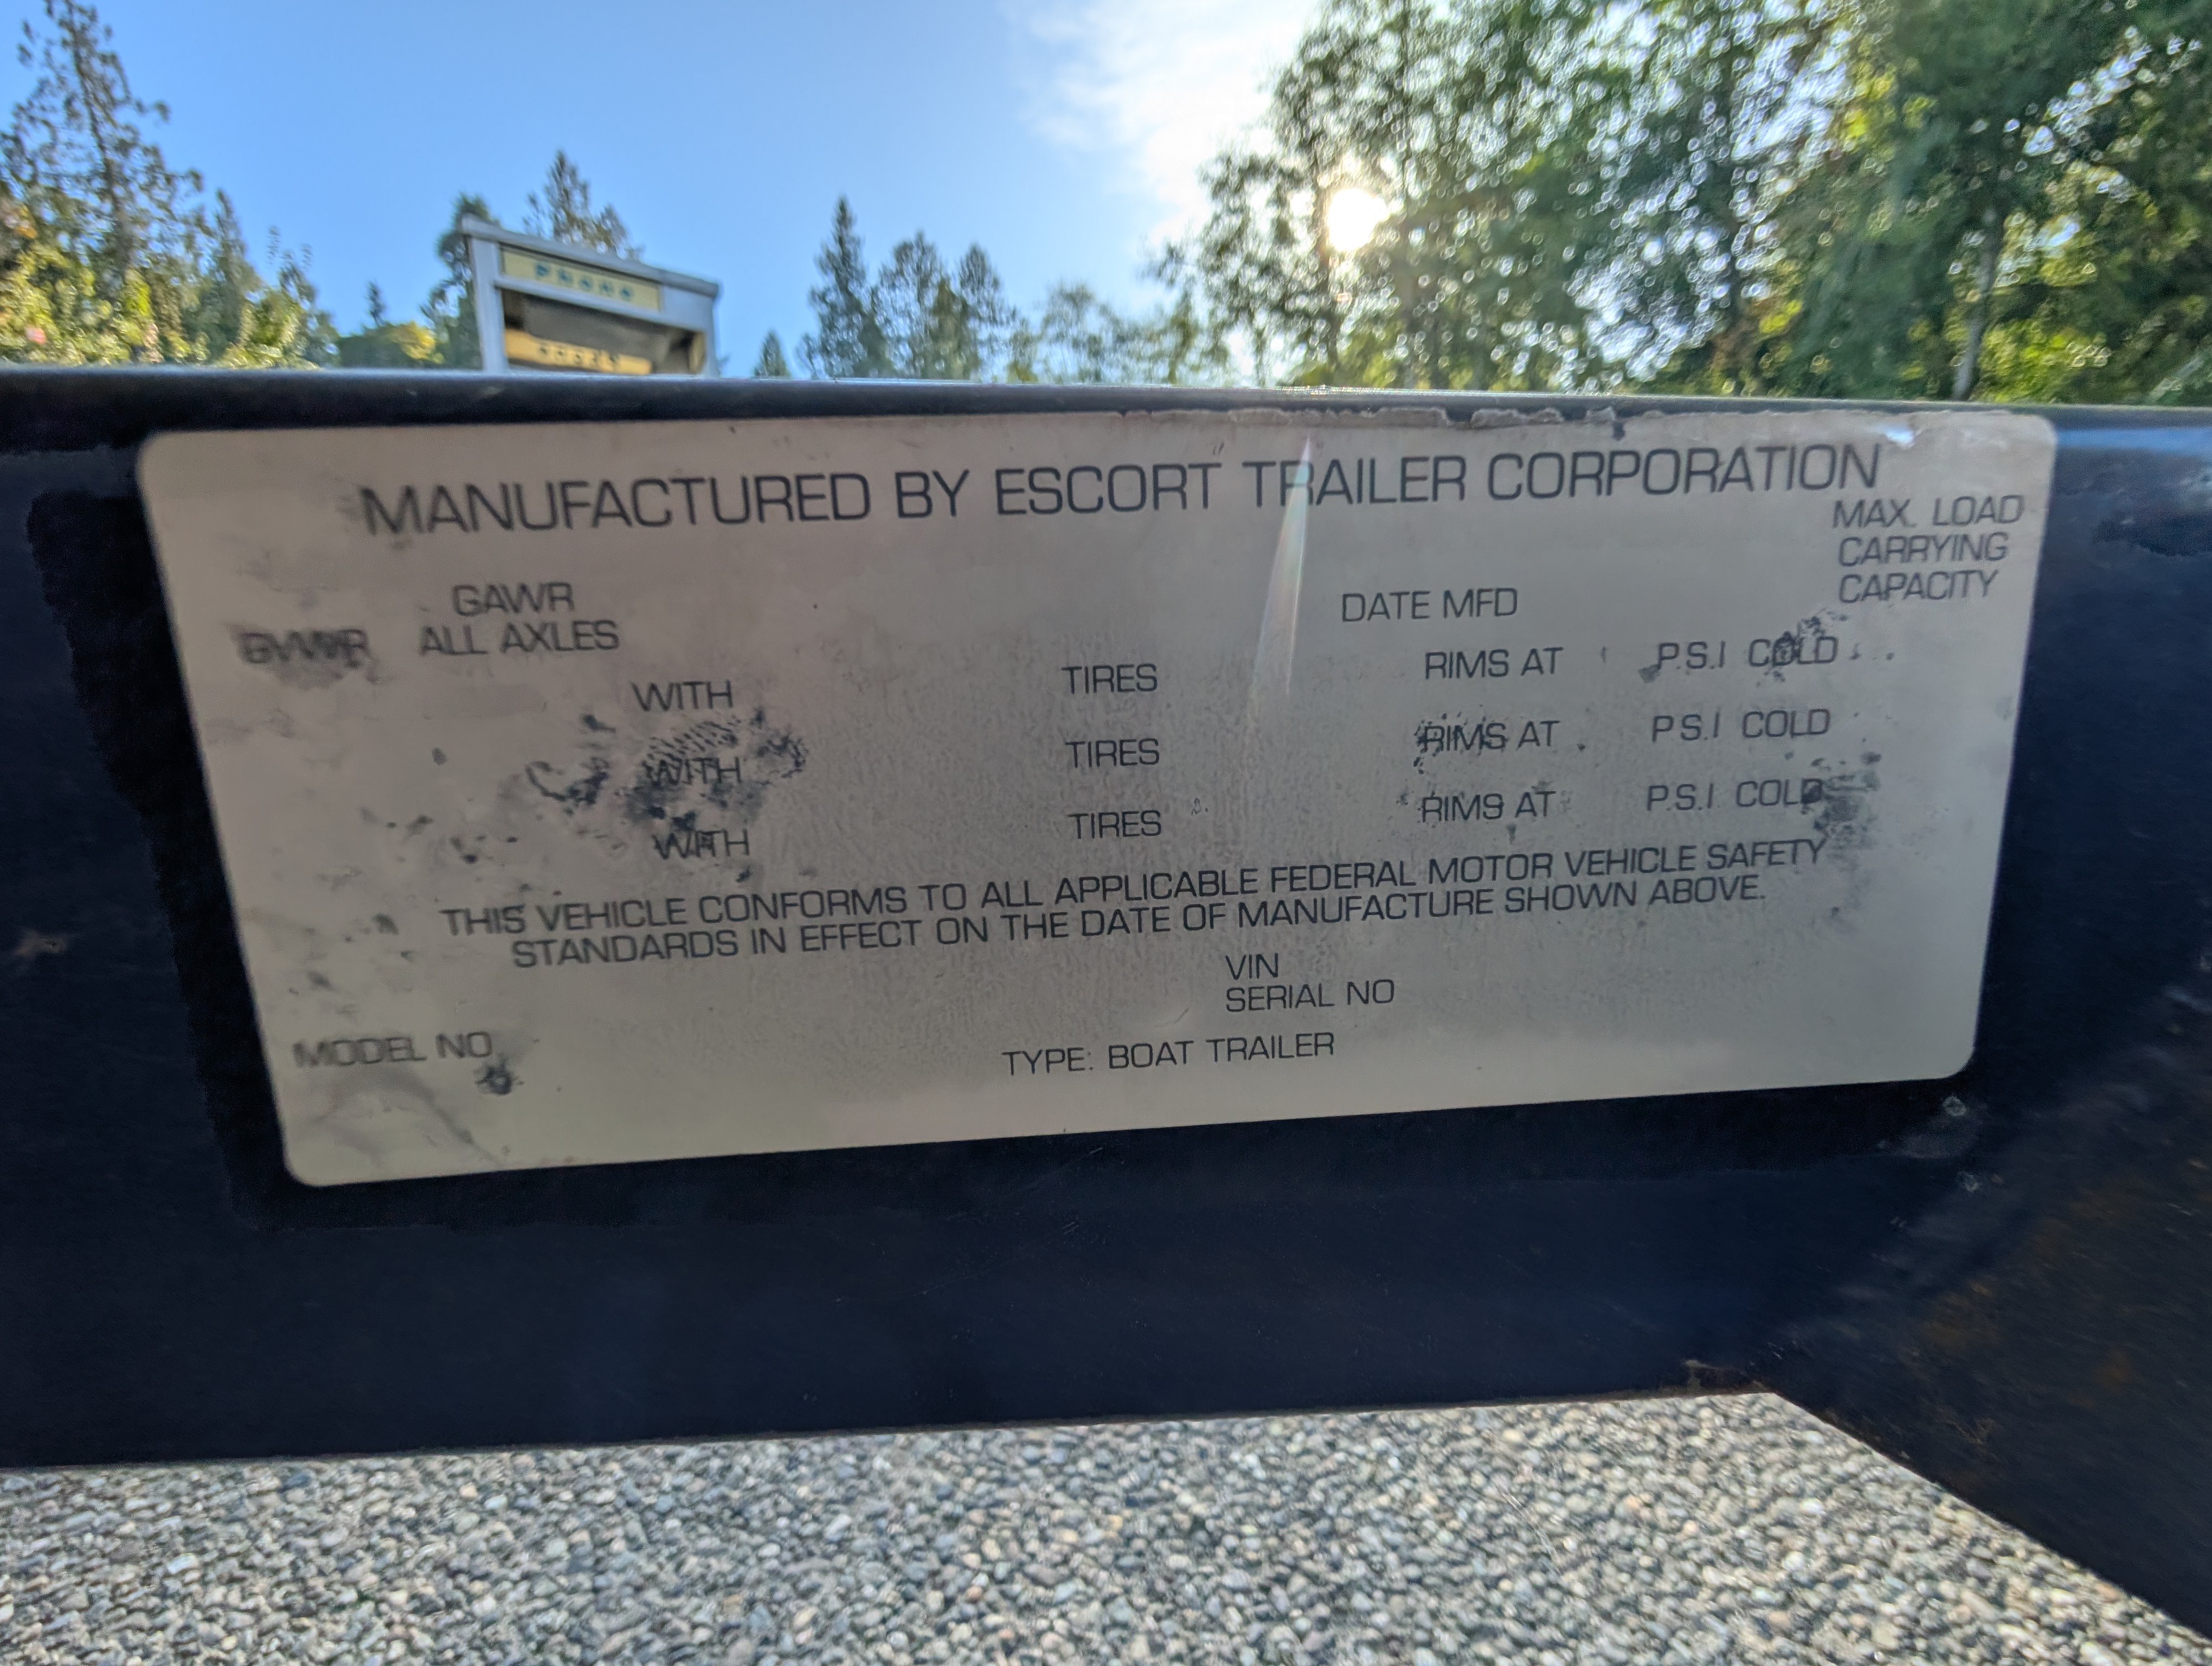 PHONE
MANUFACTURED BY ESCORT TRAILER CORPORATION
MAX. LOAD
CARRYING
CAPACITY
GAWR
DATE MFD
GVWR ALL AXLES
WITH TIRES RIMS AT P.S.I COLD
WITH TIRES RIMS AT P.S.I COLD
WITH TIRES RIMS AT P.S.I COLD
THIS VEHICLE CONFORMS TO ALL APPLICABLE FEDERAL MOTOR VEHICLE SAFETY
STANDARDS IN EFFECT ON THE DATE OF MANUFACTURE SHOWN ABOVE.
VIN
SERIAL NO
MODEL NO
TYPE: BOAT TRAILER